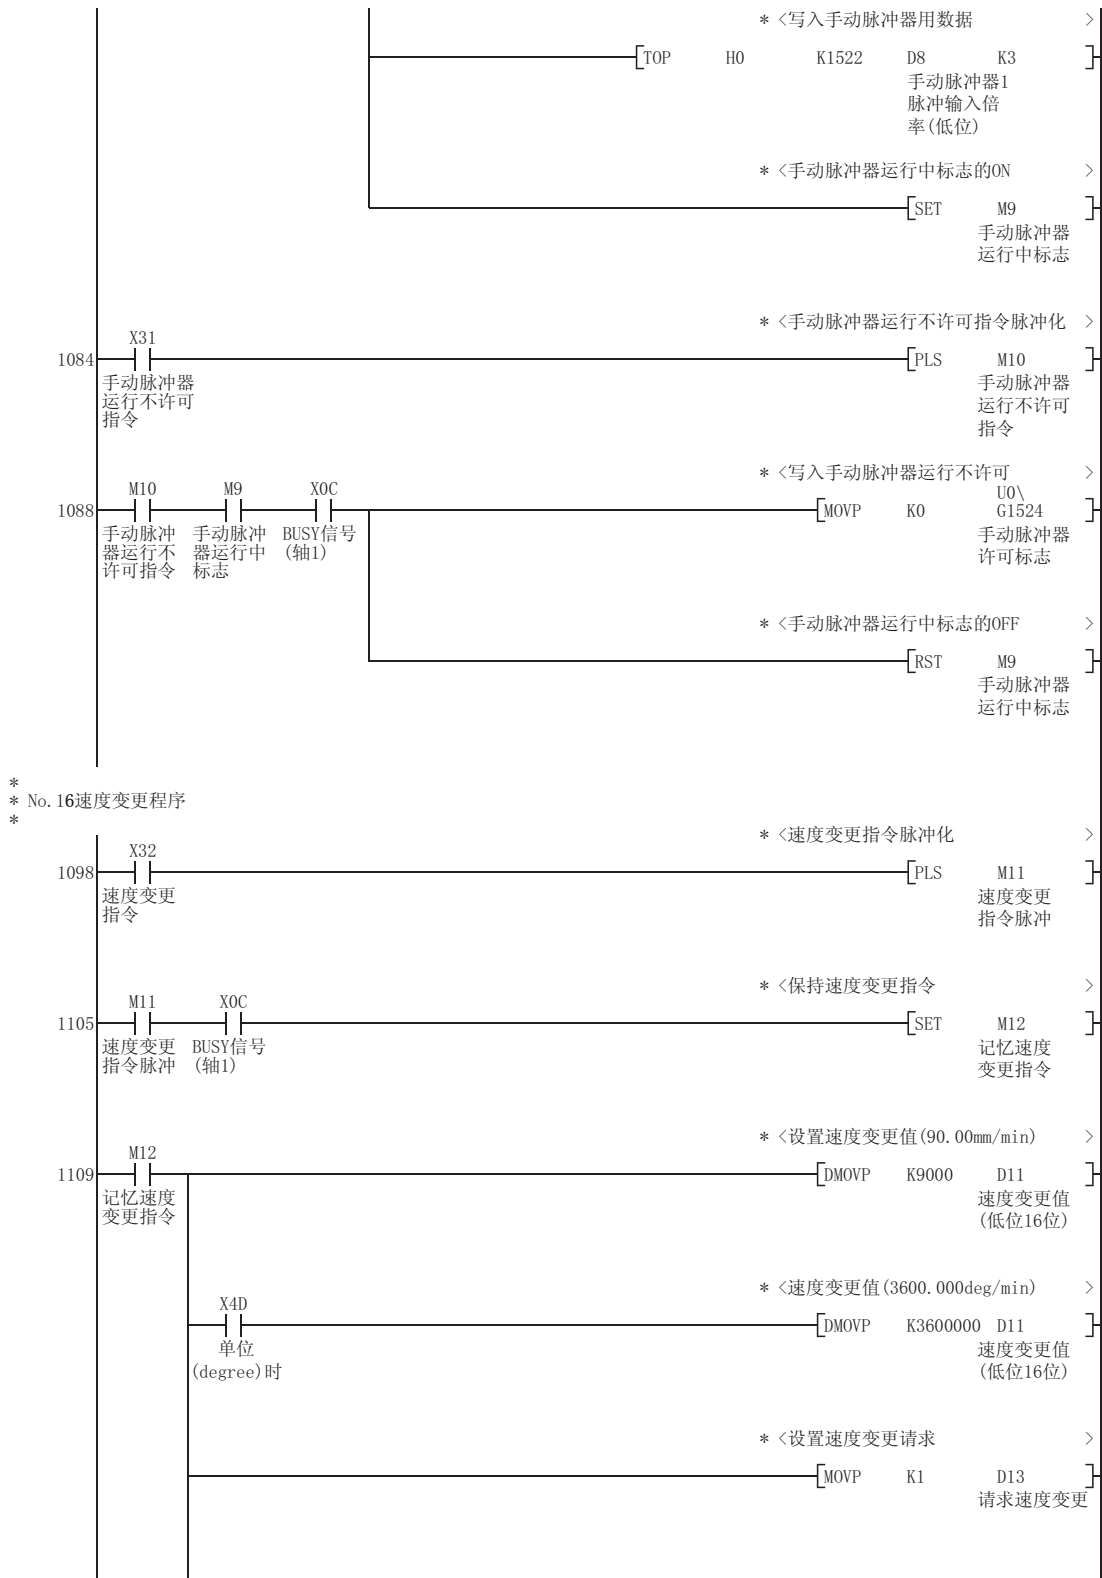 * <写入手动脉冲器用数据 >
TOP H0 K1522 D8 K3
手动脉冲器1
脉冲输入倍
率(低位)
* <手动脉冲器运行中标志的ON >
SET M9
手动脉冲器
运行中标志
* <手动脉冲器运行不许可指令脉冲化 >
X31
1084 PLS M10
手动脉冲器
运行不许可
指令
手动脉冲器
运行不许可
指令
* <写入手动脉冲器运行不许可 >
M10 M9 X0C
U0\
1088 MOVP K0 G1524
手动脉冲
器运行不
许可指令
手动脉冲
器运行中
标志
BUSY信号
(轴1)
手动脉冲器
许可标志
* <手动脉冲器运行中标志的OFF >
RST M9
手动脉冲器
运行中标志
*
* No.16速度变更程序
*
* <速度变更指令脉冲化 >
X32
1098 PLS M11
速度变更
指令
速度变更
指令脉冲
* <保持速度变更指令 >
M11 X0C
1105 SET M12
速度变更
指令脉冲
BUSY信号
(轴1)
记忆速度
变更指令
* <设置速度变更值(90.00mm/min) >
M12
1109 DMOVP K9000 D11
记忆速度
变更指令
速度变更值
(低位16位)
* <速度变更值(3600.000deg/min) >
X4D
DMOVP K3600000 D11
单位
(degree)时
速度变更值
(低位16位)
* <设置速度变更请求 >
MOVP K1 D13
请求速度变更